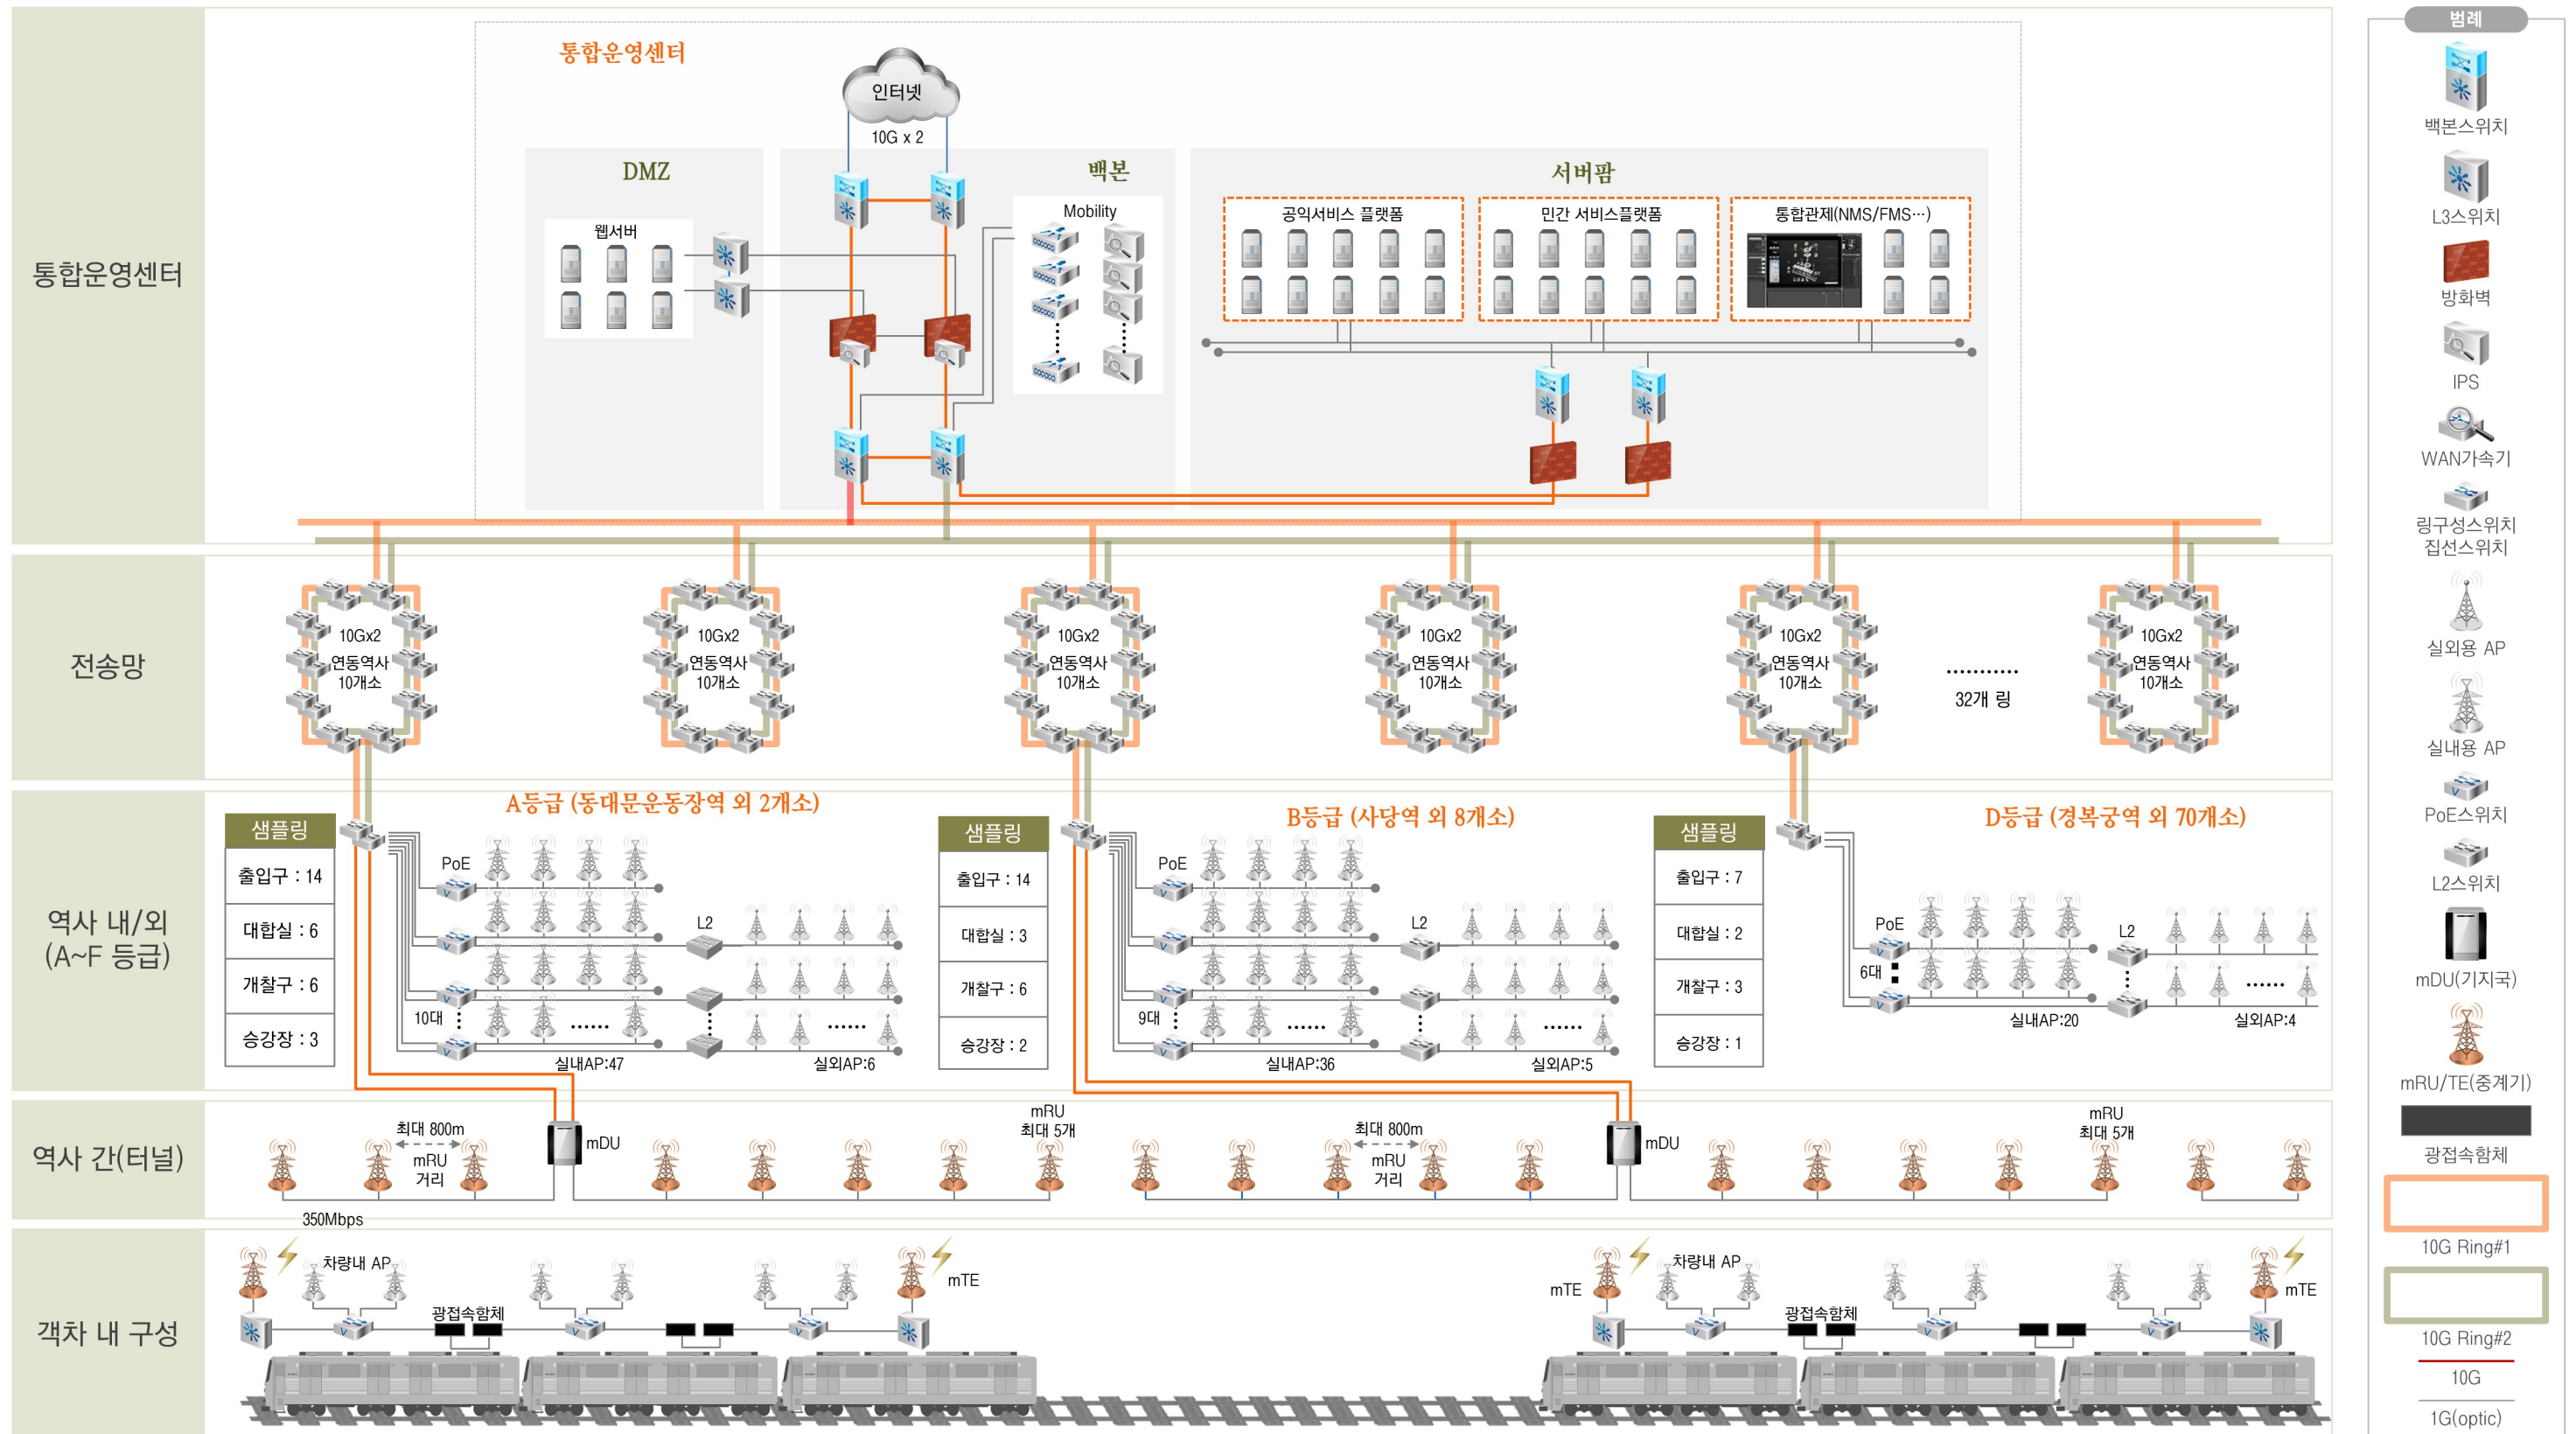 통합운영센터
통합운영센터
인터넷
10G x 2
DMZ
웹서버
백본
Mobility
서버팜
공익서비스 플랫폼
민간 서비스플랫폼
통합관제(NMS/FMS…)
전송망
10Gx2
연동역사
10개소
10Gx2
연동역사
10개소
10Gx2
연동역사
10개소
10Gx2
연동역사
10개소
10Gx2
연동역사
10개소
32개 링
10Gx2
연동역사
10개소
역사 내/외
(A~F 등급)
A등급 (동대문운동장역 외 2개소)
샘플링
출입구 : 14
대합실 : 6
개찰구 : 6
승강장 : 3
PoE
10대
L2
실내AP:47
실외AP:6
B등급 (사당역 외 8개소)
샘플링
출입구 : 14
대합실 : 3
개찰구 : 6
승강장 : 2
PoE
9대
L2
실내AP:36
실외AP:5
D등급 (경복궁역 외 70개소)
샘플링
출입구 : 7
대합실 : 2
개찰구 : 3
승강장 : 1
PoE
6대
L2
실내AP:20
실외AP:4
역사 간(터널)
최대 800m
mRU
거리
mDU
mRU
최대 5개
최대 800m
mRU
거리
mDU
mRU
최대 5개
350Mbps
객차 내 구성
차량내 AP
광접속함체
mTE
mTE
차량내 AP
광접속함체
mTE
범례
백본스위치
L3스위치
방화벽
IPS
WAN가속기
링구성스위치
집선스위치
실외용 AP
실내용 AP
PoE스위치
L2스위치
mDU(기지국)
mRU/TE(중계기)
광접속함체
10G Ring#1
10G Ring#2
10G
1G(optic)